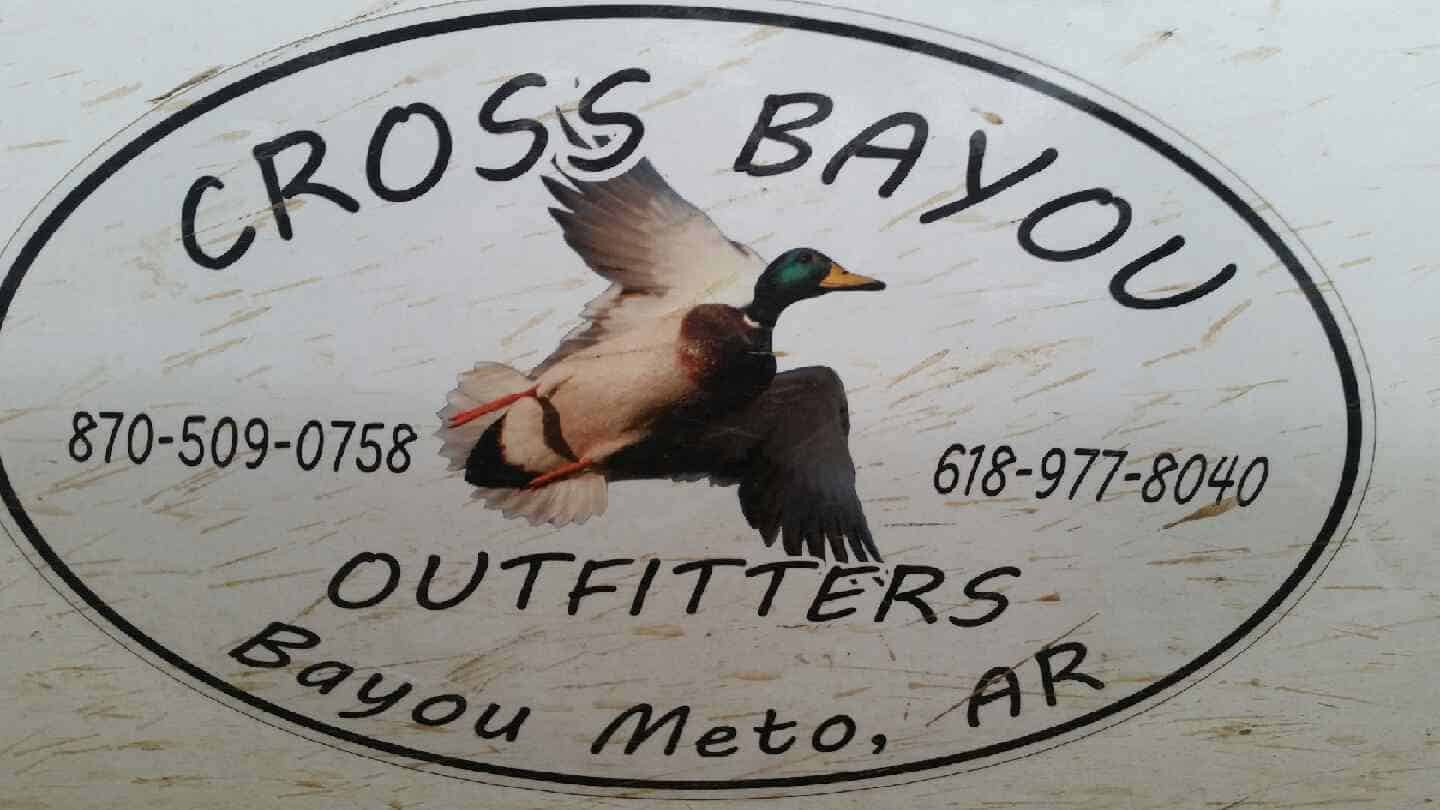 CROSS BAYOU
870-509-0758
618-977-8040
OUTFITTERS
Bayou Meto, AR